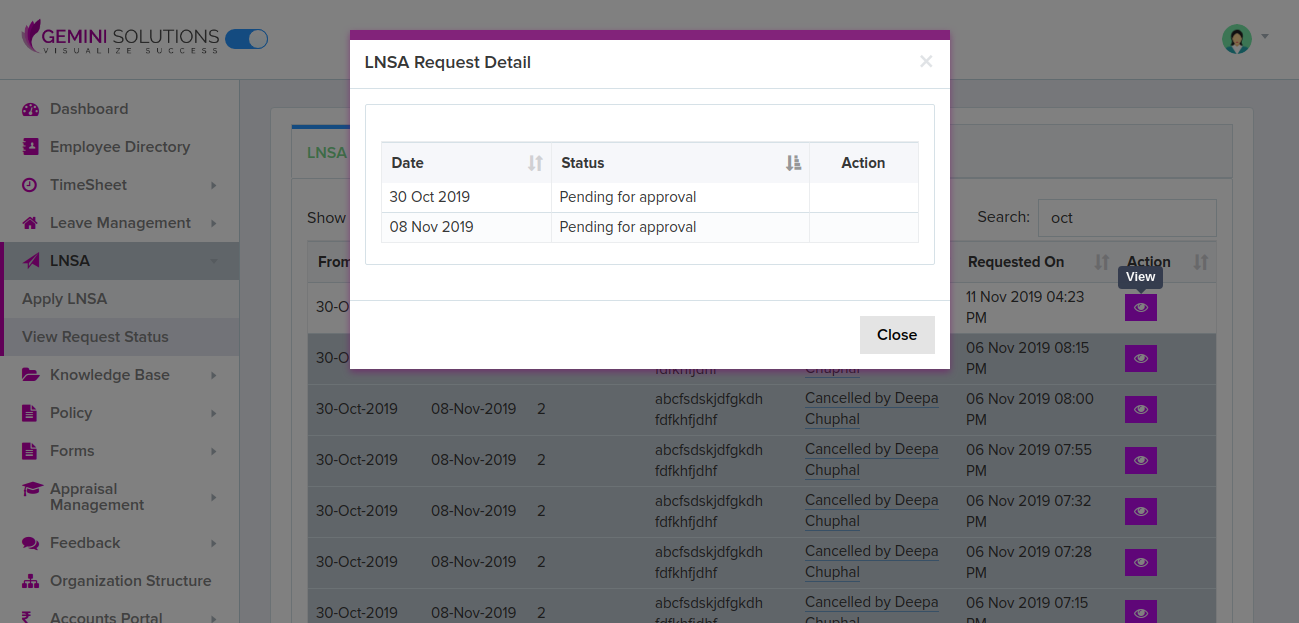 GEMINI SOLUTIONS
VISUALIZE SUCCESS
Dashboard
Employee Directory
TimeSheet
Leave Management
LNSA
Apply LNSA
View Request Status
Knowledge Base
Policy
Forms
Appraisal
Management
Feedback
Organization Structure
Accounts Portal
LNSA Request Detail
×
Date Status Action
30 Oct 2019 Pending for approval
08 Nov 2019 Pending for approval
Close
LNSA
Show
Search: oct
From Requested On Action
View
30-O 11 Nov 2019 04:23
PM
30-O 06 Nov 2019 08:15
fdfkhfjdhf Chuphal PM
30-Oct-2019 08-Nov-2019 2 abcfsdskjdfgkdh Cancelled by Deepa 06 Nov 2019 08:00
fdfkhfjdhf Chuphal PM
30-Oct-2019 08-Nov-2019 2 abcfsdskjdfgkdh Cancelled by Deepa 06 Nov 2019 07:55
fdfkhfjdhf Chuphal PM
30-Oct-2019 08-Nov-2019 2 abcfsdskjdfgkdh Cancelled by Deepa 06 Nov 2019 07:32
fdfkhfjdhf Chuphal PM
30-Oct-2019 08-Nov-2019 2 abcfsdskjdfgkdh Cancelled by Deepa 06 Nov 2019 07:28
fdfkhfjdhf Chuphal PM
30-Oct-2019 08-Nov-2019 2 abcfsdskjdfgkdh Cancelled by Deepa 06 Nov 2019 07:15
fdfkhfjdhf Chuphal PM